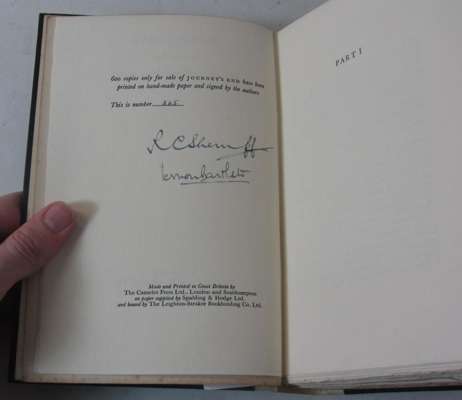 600 copies only for sale of JOURNEY'S END have been
printed on hand-made paper and signed by the authors
This is number
R C Sherriff
Vernon Bartlett
Made and Printed in Great Britain by
The Camelot Press Ltd., London and Southampton
on paper supplied by Spalding & Hodge Ltd.
and bound by The Leighton-Straker Bookbinding Co. Ltd.
PART I